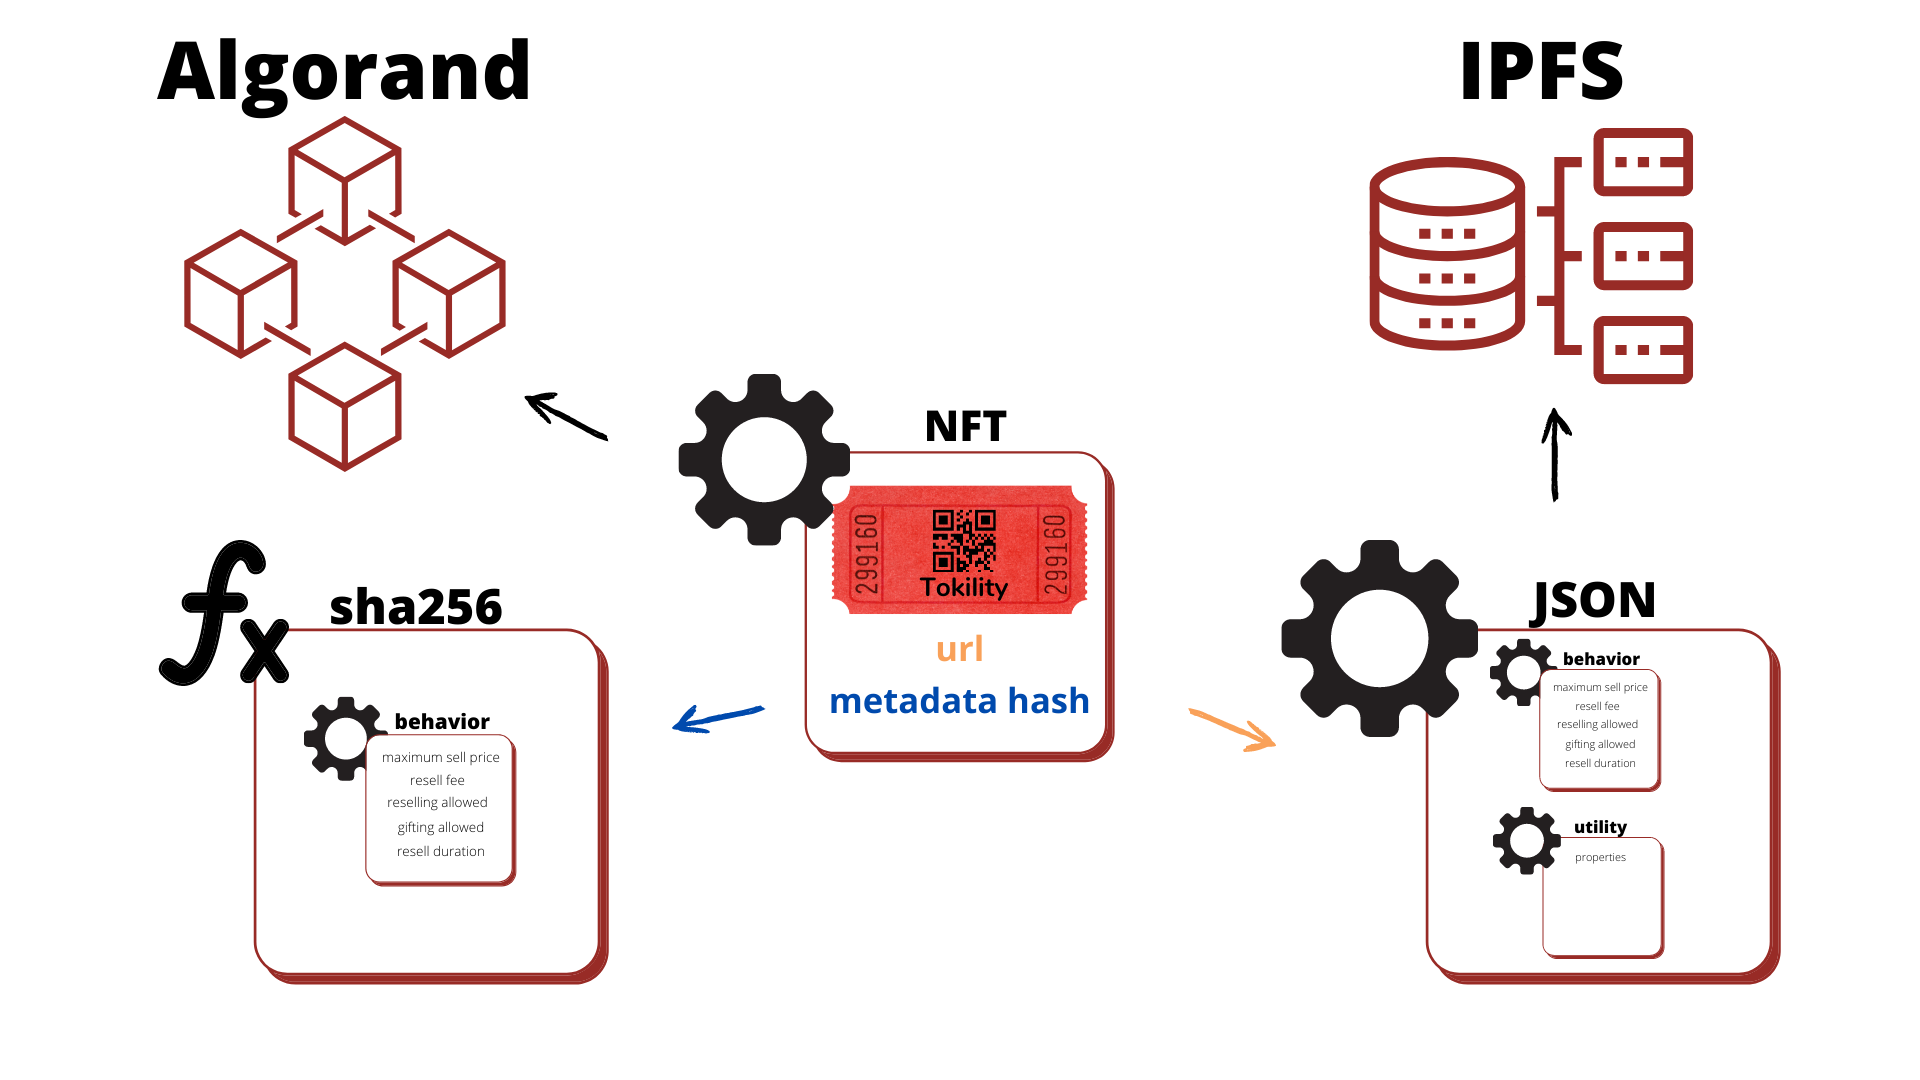 Algorand
IPFS
NFT
299160
Tokility
299160
url
metadata hash
sha256
behavior
maximum sell price
resell fee
reselling allowed
gifting allowed
resell duration
JSON
behavior
maximum sell price
resell fee
reselling allowed
gifting allowed
resell duration
utility
properties